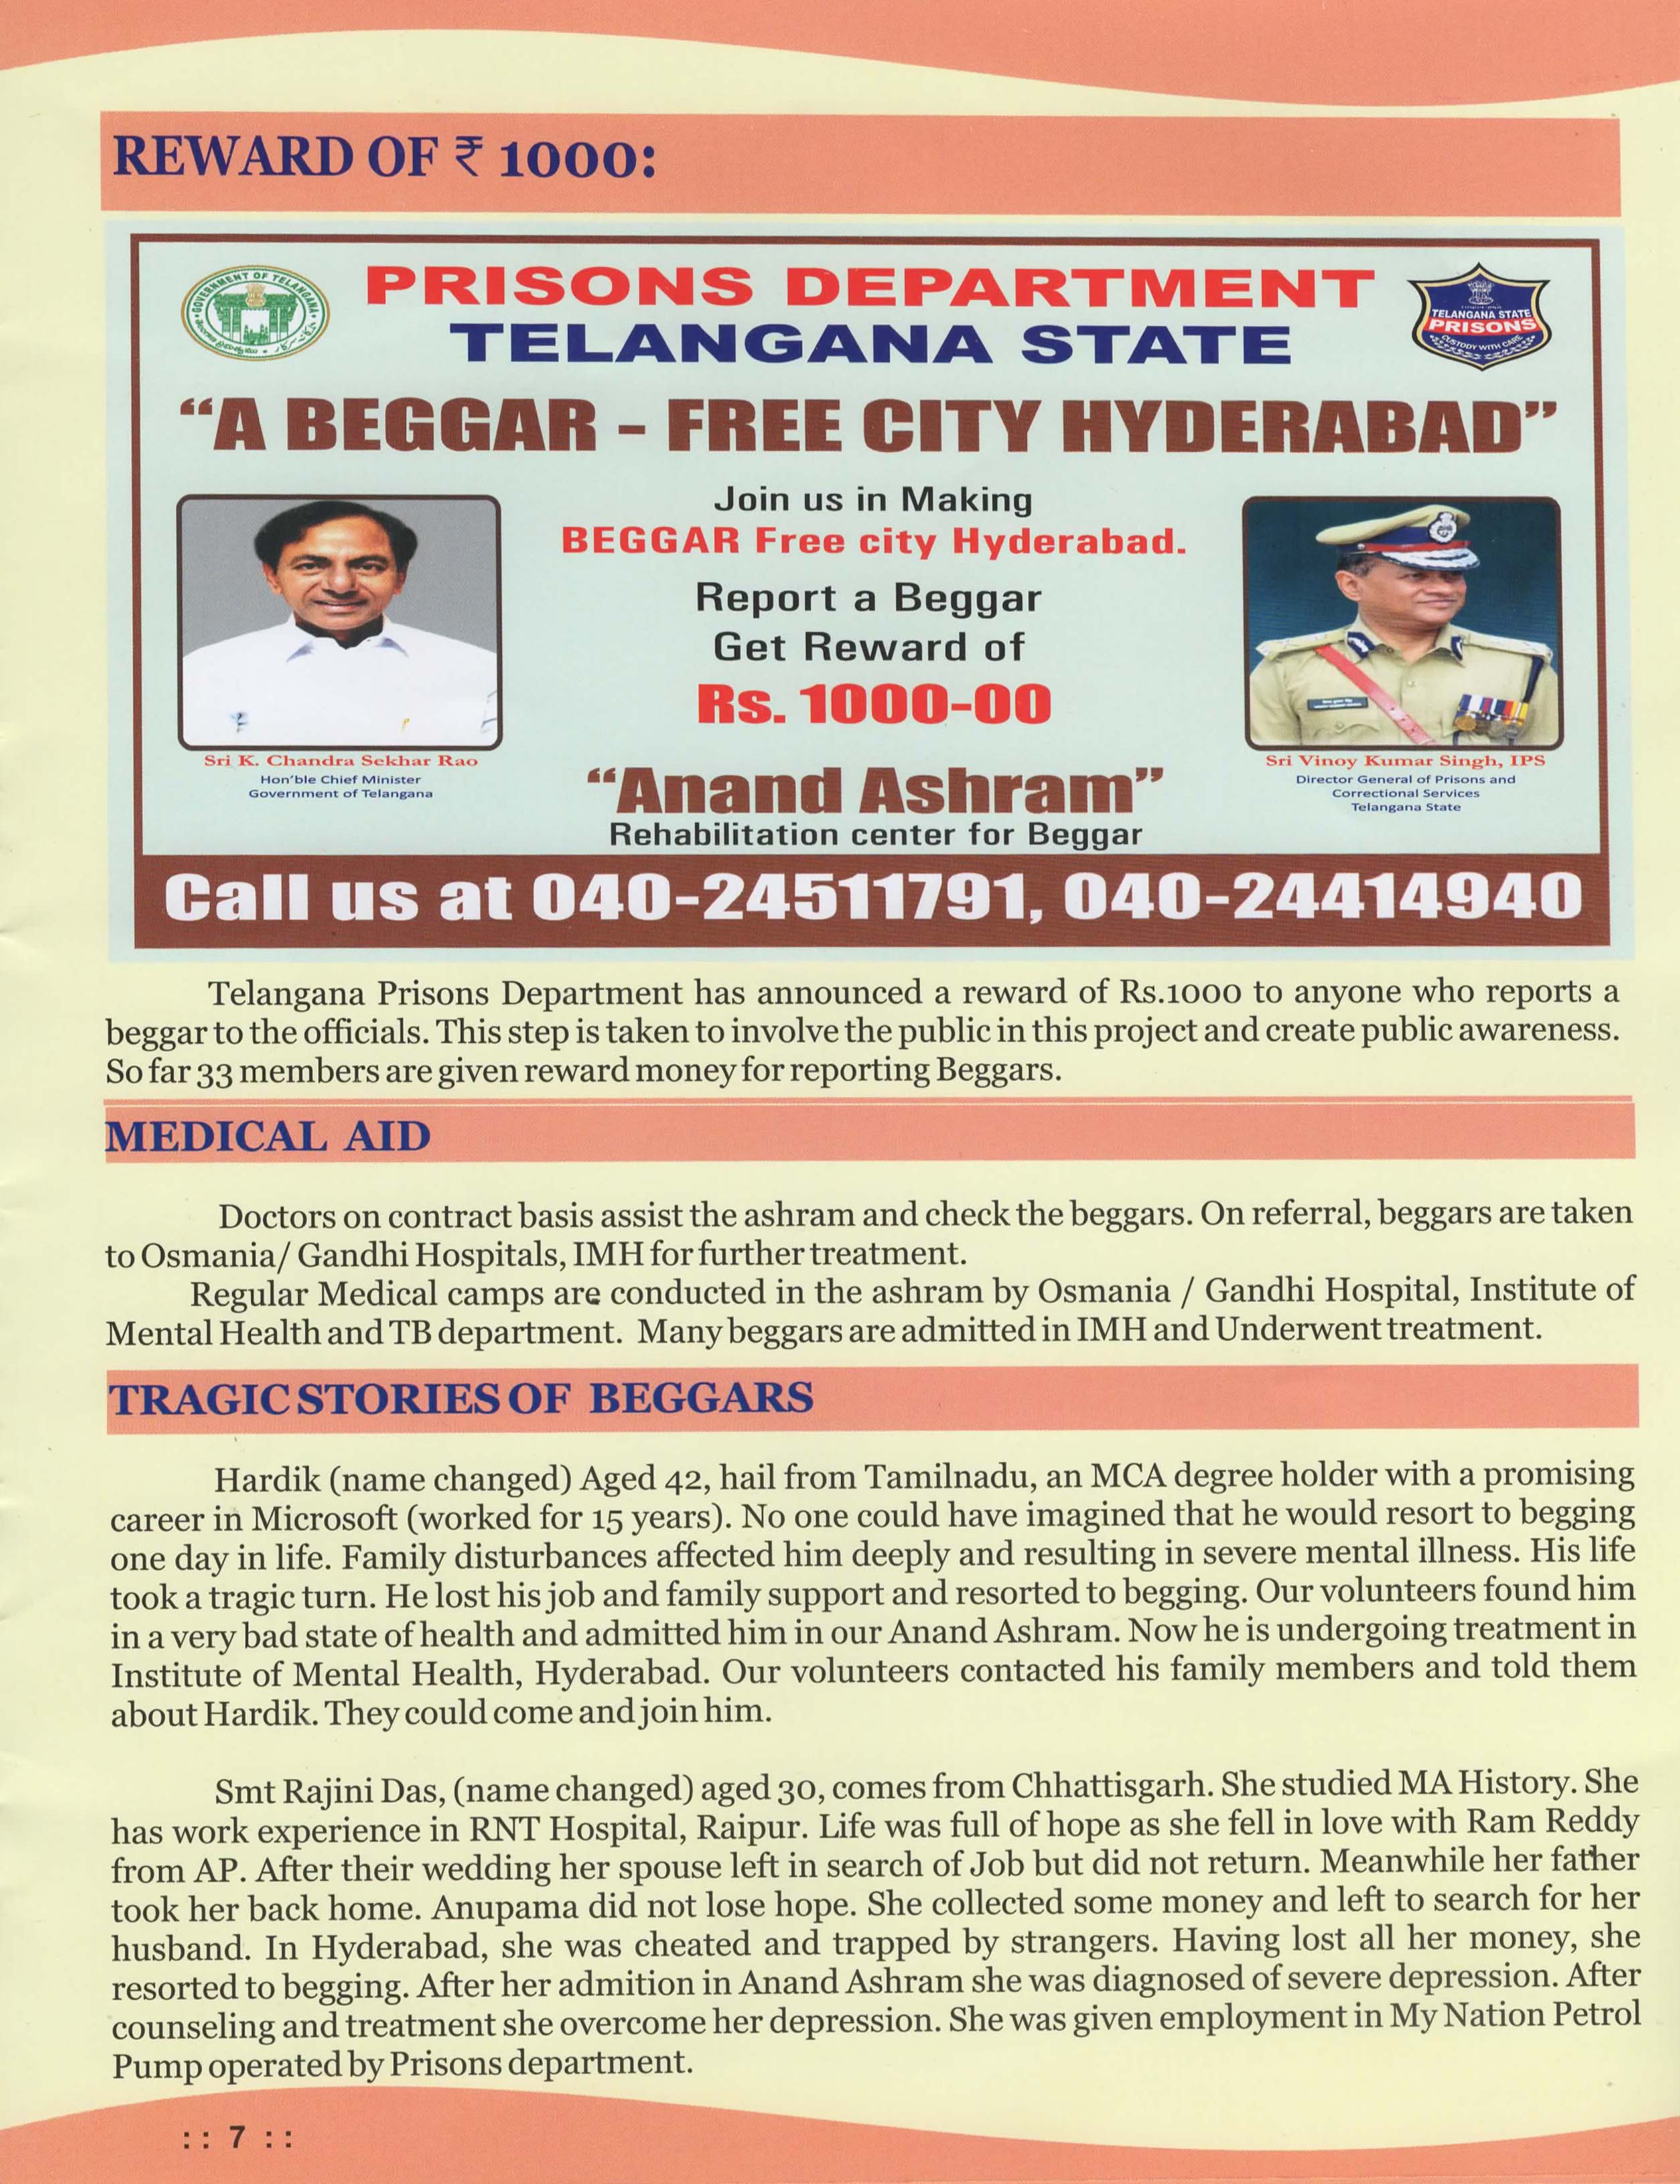 REWARD OF ₹ 1000:
GOVERNMENT OF TELANGANA
PRISONS DEPARTMENT
TELANGANA STATE
TELANGANA STATE
PRISONS
CUSTODY WITH CARE
“A BEGGAR - FREE CITY HYDERABAD”
Join us in Making
BEGGAR Free city Hyderabad.
Report a Beggar
Get Reward of
Rs. 1000-00
Sri K. Chandra Sekhar Rao
Hon'ble Chief Minister
Government of Telangana
Sri Vinoy Kumar Singh, IPS
Director General of Prisons and
Correctional Services
Telangana State
“Anand Ashram”
Rehabilitation center for Beggar
Call us at 040-24511791, 040-24414940
Telangana Prisons Department has announced a reward of Rs.1000 to anyone who reports a
beggar to the officials. This step is taken to involve the public in this project and create public awareness.
So far 33 members are given reward money for reporting Beggars.
MEDICAL AID
Doctors on contract basis assist the ashram and check the beggars. On referral, beggars are taken
to Osmania/ Gandhi Hospitals, IMH for further treatment.
Regular Medical camps are conducted in the ashram by Osmania / Gandhi Hospital, Institute of
Mental Health and TB department. Many beggars are admitted in IMH and Underwent treatment.
TRAGIC STORIES OF BEGGARS
Hardik (name changed) Aged 42, hail from Tamilnadu, an MCA degree holder with a promising
career in Microsoft (worked for 15 years). No one could have imagined that he would resort to begging
one day in life. Family disturbances affected him deeply and resulting in severe mental illness. His life
took a tragic turn. He lost his job and family support and resorted to begging. Our volunteers found him
in a very bad state of health and admitted him in our Anand Ashram. Now he is undergoing treatment in
Institute of Mental Health, Hyderabad. Our volunteers contacted his family members and told them
about Hardik. They could come and join him.
Smt Rajini Das, (name changed) aged 30, comes from Chhattisgarh. She studied MA History. She
has work experience in RNT Hospital, Raipur. Life was full of hope as she fell in love with Ram Reddy
from AP. After their wedding her spouse left in search of Job but did not return. Meanwhile her father
took her back home. Anupama did not lose hope. She collected some money and left to search for her
husband. In Hyderabad, she was cheated and trapped by strangers. Having lost all her money, she
resorted to begging. After her admition in Anand Ashram she was diagnosed of severe depression. After
counseling and treatment she overcome her depression. She was given employment in My Nation Petrol
Pump operated by Prisons department.
:: 7 ::